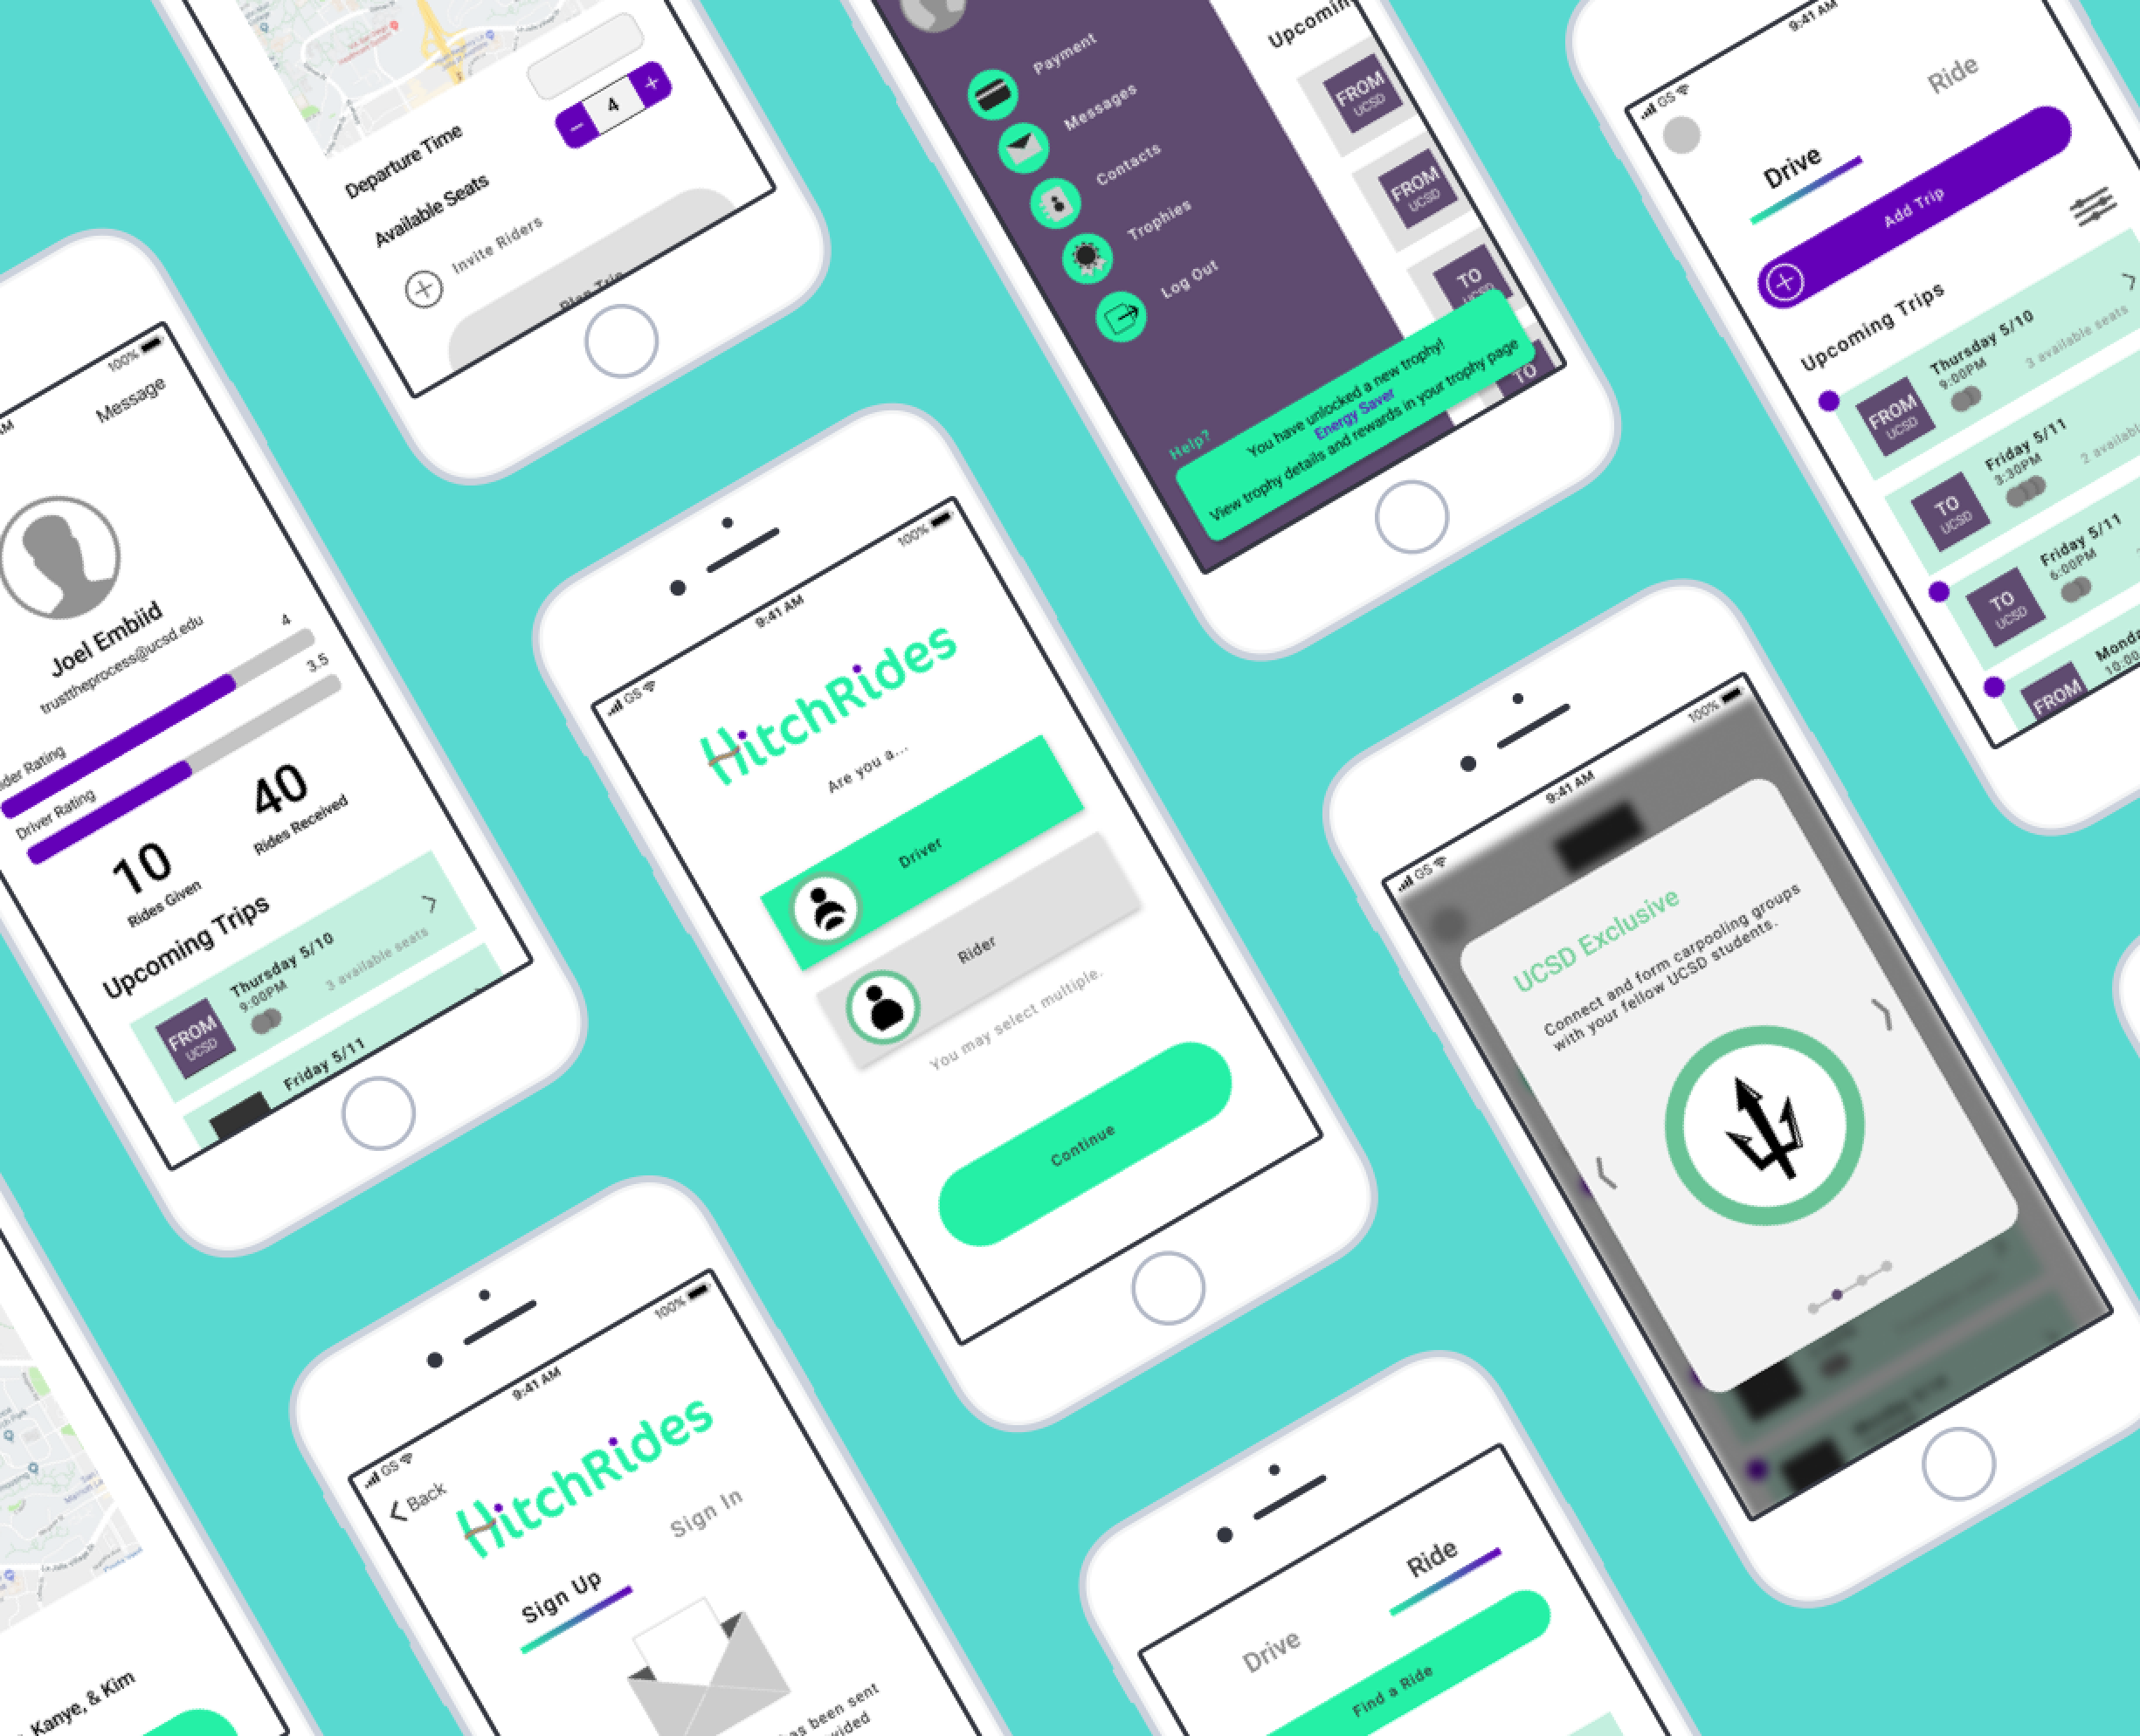 Departure Time
4
Available Seats
Invite Riders
Plan Trip
Payment
Messages
Contacts
Trophies
Log Out
Help?
FROM
UCSD
FROM
UCSD
TO
UCSD
TO
You have unlocked a new trophy!
Energy Saver
View trophy details and rewards in your trophy page
GS
9:41 AM
Drive
Ride
Add Trip
Upcoming Trips
FROM
UCSD
Thursday 5/10
9:00PM
3 available seats
TO
UCSD
Friday 5/11
3:30PM
2
TO
UCSD
Friday 5/11
6:00PM
FROM
100%
Message
Joel Embiid
trusttheprocess@ucsd.edu
Rating
4
Driver Rating
3.5
10
Rides Given
40
Rides Received
Upcoming Trips
FROM
UCSD
Thursday 5/10
9:00PM
3 available seats
Friday 5/11
GS
9:41 AM
100%
HitchRides
Are you a...
Driver
Rider
You may select multiple.
Continue
GS
9:41 AM
100%
UCSD Exclusive
Connect and form carpooling groups
with your fellow UCSD students.
GS
9:41 AM
100%
Back
HitchRides
Sign Up
Sign In
has been sent
Drive
Ride
Find a Ride
Kanye, & Kim